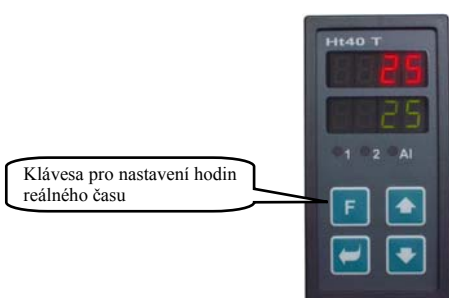 Ht40 T
25
25
1 2 Al
Klávesa pro nastavení hodin
reálného času
F